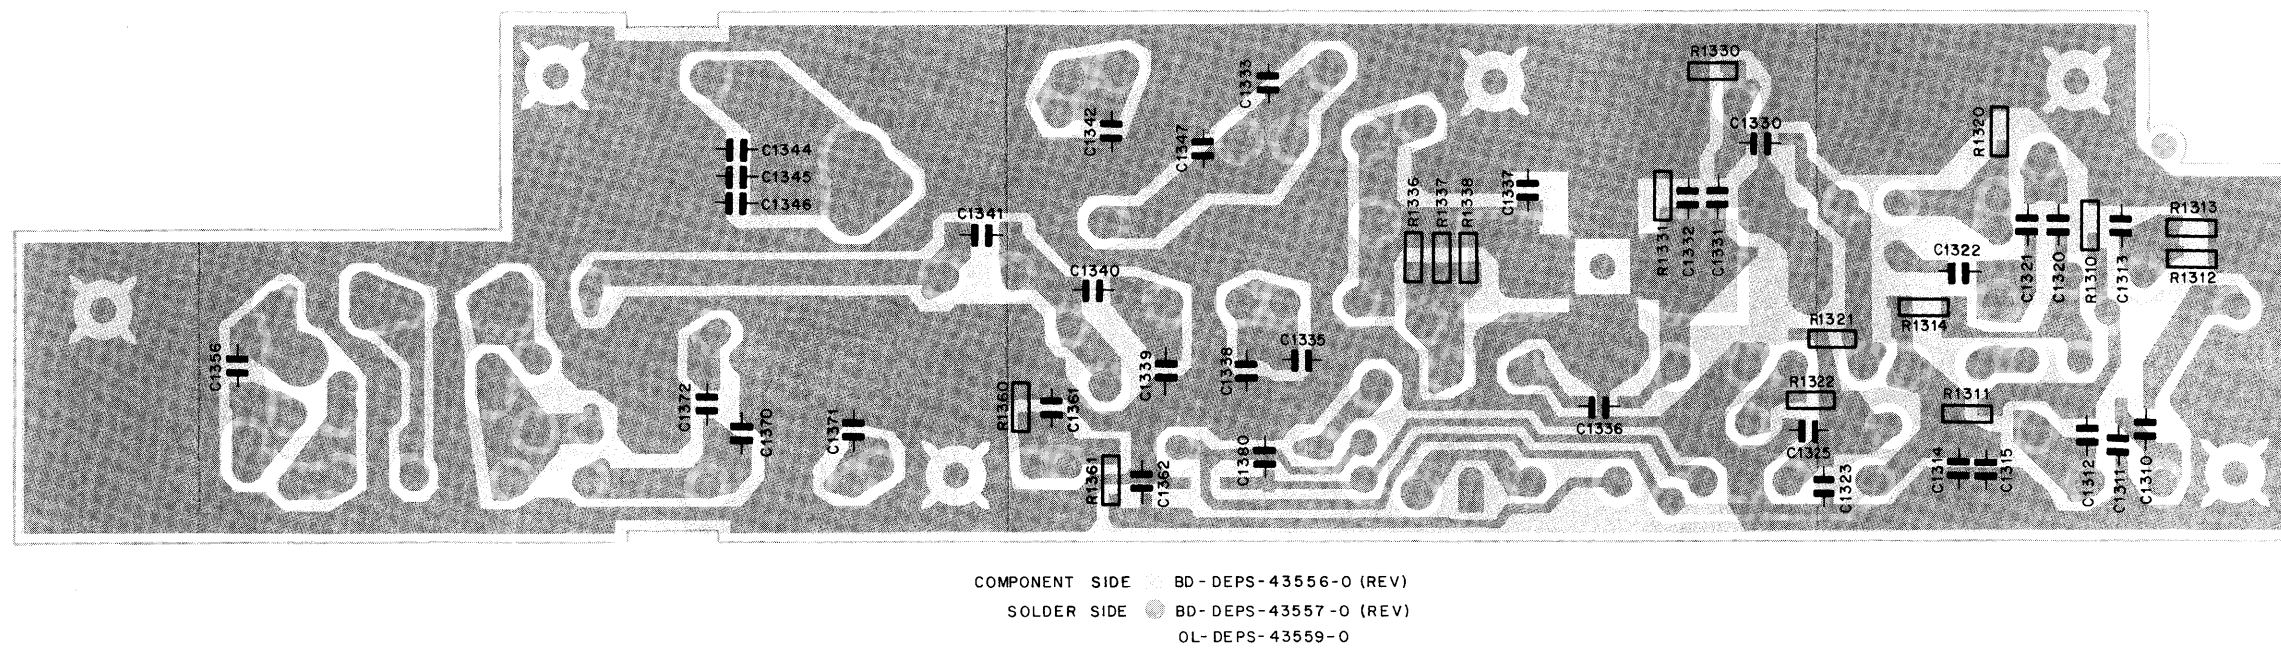 R1330
C1333
C1342
C1330
R1320
C1347
C1344
C1345
C1346
R1336
R1337
R1338
C1337
C1341
R1331
C1332
C1331
C1321
C1320
R1310
C1313
R1313
C1322
R1312
C1340
R1314
R1321
C1335
C1356
C1339
C1338
R1322
R1311
C1372
C1370
C1371
R1360
C1361
C1336
C1380
C1325
R1361
C1362
C1323
C1314
C1315
C1312
C1311
C1310
COMPONENT SIDE BD-DEPS-43556-0 (REV)
SOLDER SIDE BD-DEPS-43557-0 (REV)
OL-DEPS-43559-0